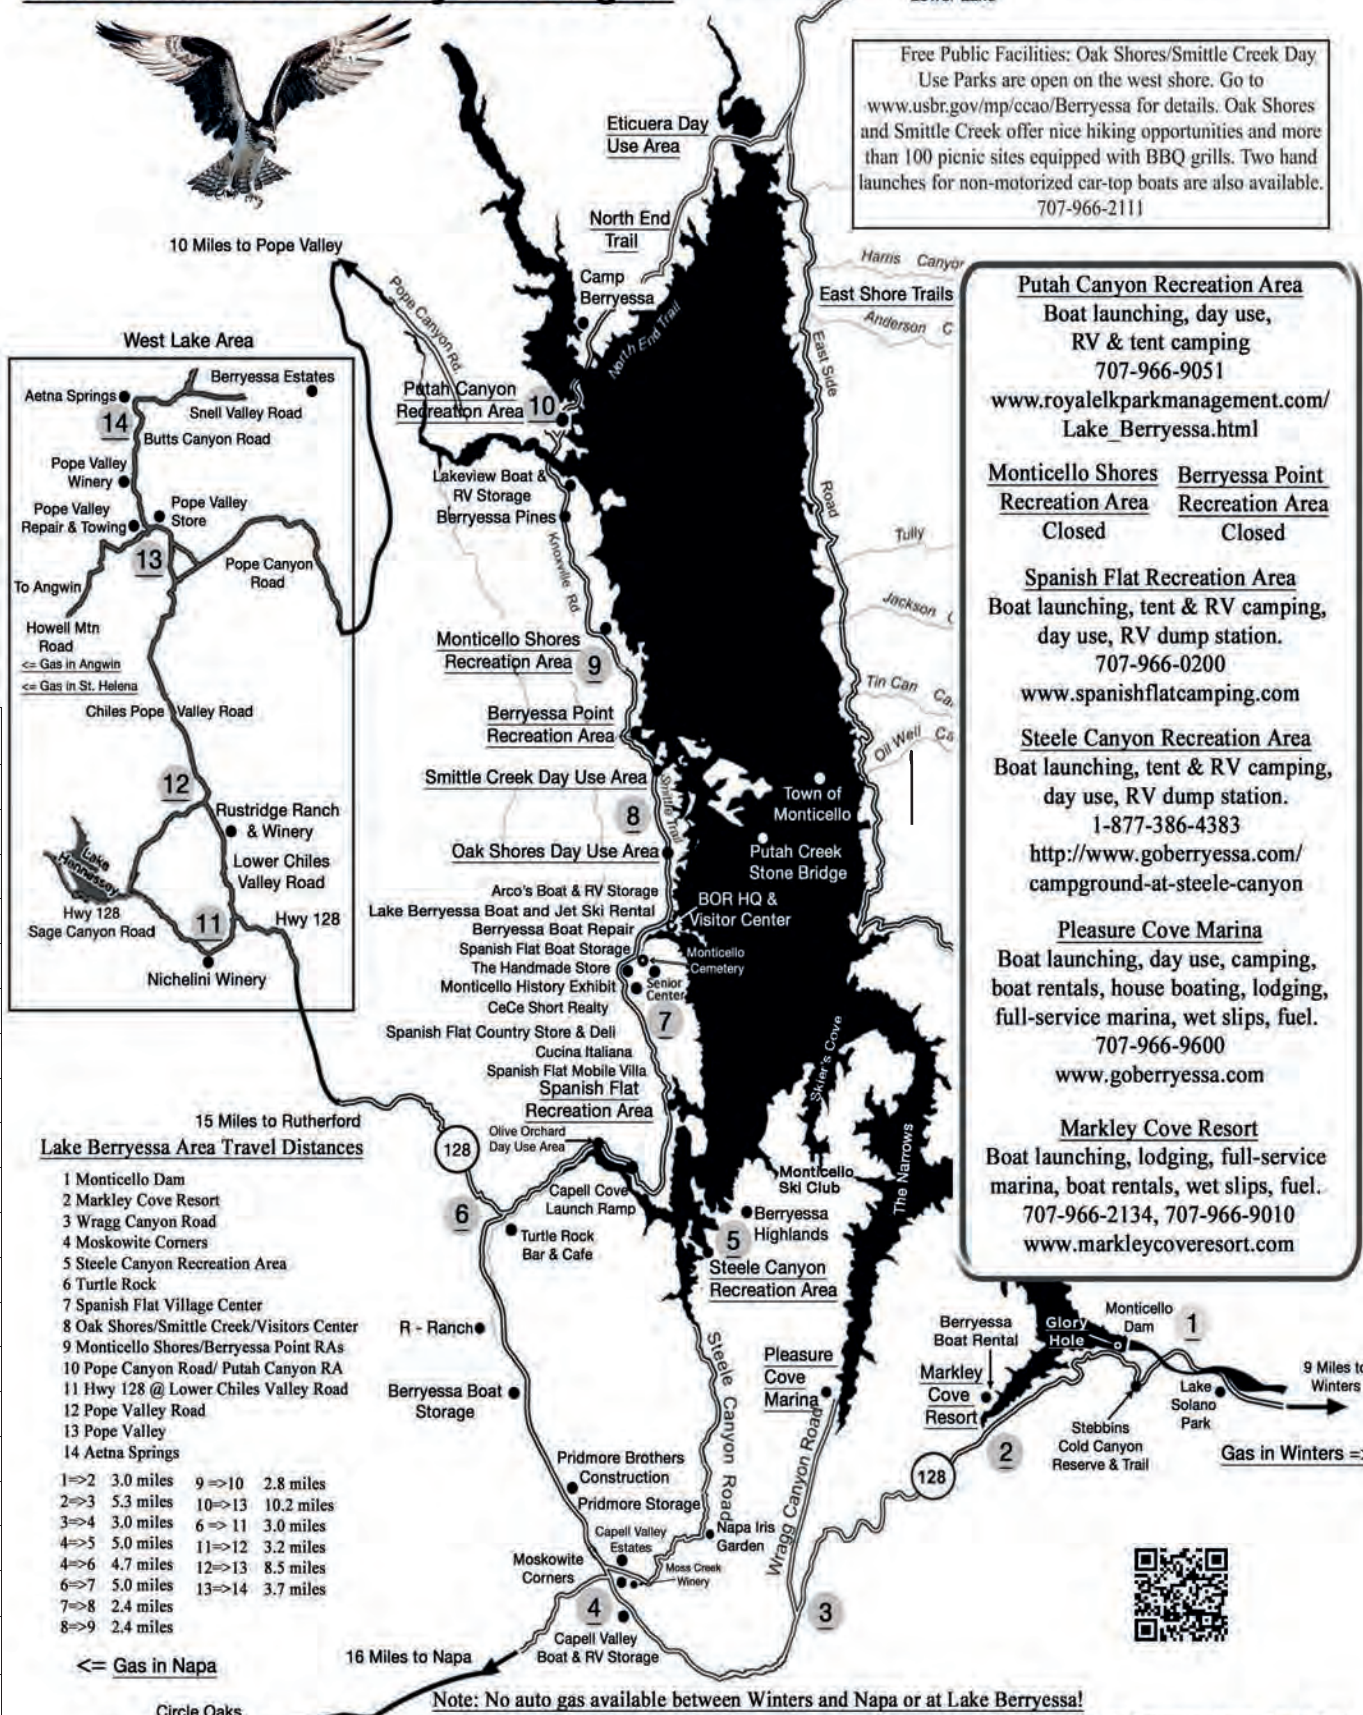 Free Public Facilities: Oak Shores/Smittle Creek Day
Use Parks are open on the west shore. Go to
www.usbr.gov/mp/ccao/Berryessa for details. Oak Shores
and Smittle Creek offer nice hiking opportunities and more
than 100 picnic sites equipped with BBQ grills. Two hand
launches for non-motorized car-top boats are also available.
707-966-2111
Eticuera Day
Use Area
North End
Trail
10 Miles to Pope Valley
Camp
Berryessa
Pope Canyon Rd.
North End Trail
Harris Canyon
East Shore Trails
Anderson C
East Side
Road
Putah Canyon
Recreation Area
10
Lakeview Boat &
RV Storage
Berryessa Pines
Knoxville Rd
Tully
Jackson
Tin Can Ca
Oil Well Ca
West Lake Area
Aetna Springs
14
Berryessa Estates
Snell Valley Road
Butts Canyon Road
Pope Valley
Winery
Pope Valley
Repair & Towing
Pope Valley
Store
13
Pope Canyon
Road
To Angwin
Howell Mtn
Road
<= Gas in Angwin
<= Gas in St. Helena
Chiles Pope Valley Road
12
Rustridge Ranch
& Winery
Lower Chiles
Valley Road
Lake
Hennessey
Hwy 128
Sage Canyon Road
11
Hwy 128
Nichelini Winery
Monticello Shores
Recreation Area
9
Berryessa Point
Recreation Area
Smittle Creek Day Use Area
Smittle Trail
8
Oak Shores Day Use Area
Town of
Monticello
Putah Creek
Stone Bridge
Arco's Boat & RV Storage
Lake Berryessa Boat and Jet Ski Rental
Berryessa Boat Repair
BOR HQ &
Visitor Center
Spanish Flat Boat Storage
The Handmade Store
Monticello History Exhibit
Monticello
Cemetery
Senior
Center
CeCe Short Realty
7
Spanish Flat Country Store & Deli
Cucina Italiana
Spanish Flat Mobile Villa
Spanish Flat
Recreation Area
Skier's Cove
The Narrows
Olive Orchard
Day Use Area
Capell Cove
Launch Ramp
Monticello
Ski Club
Berryessa
Highlands
5
Steele Canyon
Recreation Area
15 Miles to Rutherford
128
6
Turtle Rock
Bar & Cafe
R - Ranch
Berryessa Boat
Storage
Pridmore Brothers
Construction
Pridmore Storage
Steele Canyon Road
Pleasure
Cove
Marina
Wragg Canyon Road
Capell Valley
Estates
Napa Iris
Garden
Moskowite
Corners
Moss Creek
Winery
4
Capell Valley
Boat & RV Storage
3
16 Miles to Napa
Putah Canyon Recreation Area
Boat launching, day use,
RV & tent camping
707-966-9051
www.royalelkparkmanagement.com/
Lake_Berryessa.html
Monticello Shores
Recreation Area
Closed
Berryessa Point
Recreation Area
Closed
Spanish Flat Recreation Area
Boat launching, tent & RV camping,
day use, RV dump station.
707-966-0200
www.spanishflatcamping.com
Steele Canyon Recreation Area
Boat launching, tent & RV camping,
day use, RV dump station.
1-877-386-4383
http://www.goberryessa.com/
campground-at-steele-canyon
Pleasure Cove Marina
Boat launching, day use, camping,
boat rentals, house boating, lodging,
full-service marina, wet slips, fuel.
707-966-9600
www.goberryessa.com
Markley Cove Resort
Boat launching, lodging, full-service
marina, boat rentals, wet slips, fuel.
707-966-2134, 707-966-9010
www.markleycoveresort.com
Berryessa
Boat Rental
Glory
Hole
Monticello
Dam
1
Markley
Cove
Resort
2
128
Stebbins
Cold Canyon
Reserve & Trail
Lake
Solano
Park
9 Miles to
Winters
Gas in Winters =>
Lake Berryessa Area Travel Distances
1 Monticello Dam
2 Markley Cove Resort
3 Wragg Canyon Road
4 Moskowite Corners
5 Steele Canyon Recreation Area
6 Turtle Rock
7 Spanish Flat Village Center
8 Oak Shores/Smittle Creek/Visitors Center
9 Monticello Shores/Berryessa Point RAs
10 Pope Canyon Road/ Putah Canyon RA
11 Hwy 128 @ Lower Chiles Valley Road
12 Pope Valley Road
13 Pope Valley
14 Aetna Springs
1=>2 3.0 miles 9 =>10 2.8 miles
2=>3 5.3 miles 10=>13 10.2 miles
3=>4 3.0 miles 6 => 11 3.0 miles
4=>5 5.0 miles 11=>12 3.2 miles
4=>6 4.7 miles 12=>13 8.5 miles
6=>7 5.0 miles 13=>14 3.7 miles
7=>8 2.4 miles
8=>9 2.4 miles
<= Gas in Napa
Circle Oaks
Note: No auto gas available between Winters and Napa or at Lake Berryessa!